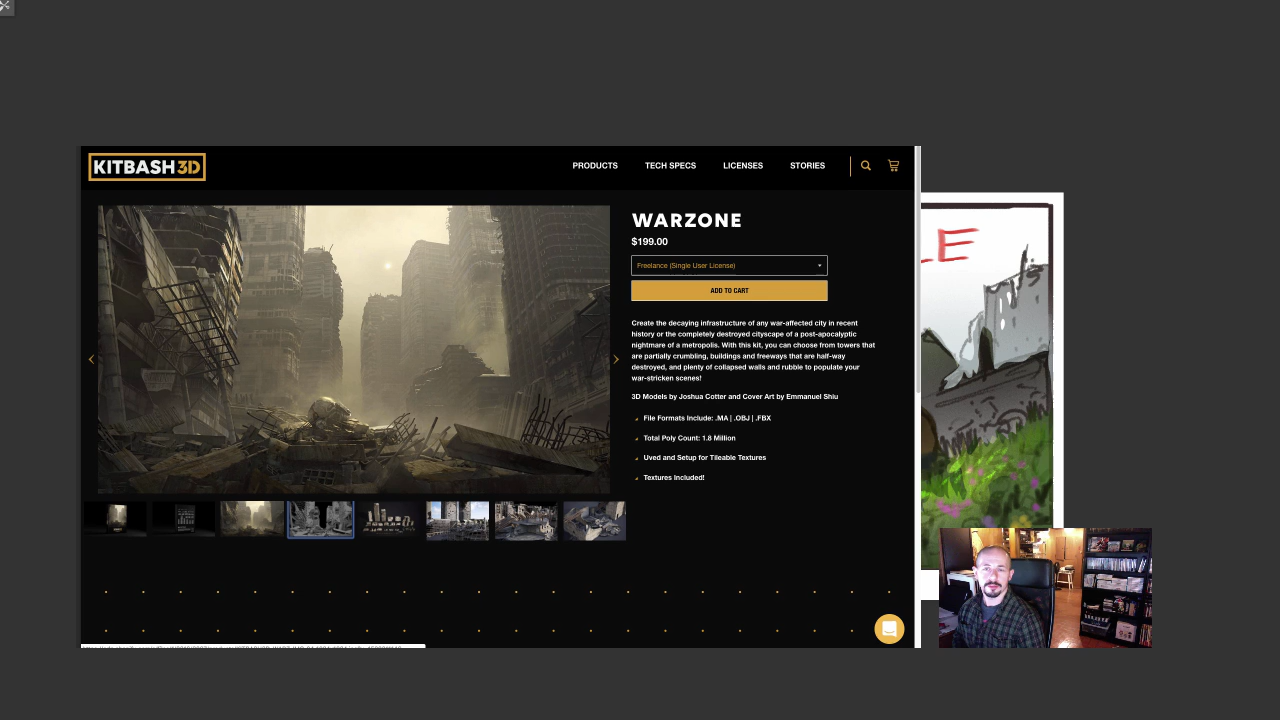 KITBASH 3D
PRODUCTS
TECH SPECS
LICENSES
STORIES
WARZONE
$199.00
Freelance (Single User License)
ADD TO CART
Create the decaying infrastructure of any war-affected city in recent
history or the completely destroyed cityscape of a post-apocalyptic
nightmare of a metropolis. With this kit, you can choose from towers that
are partially crumbling, buildings and freeways that are half-way
destroyed, and plenty of collapsed walls and rubble to populate your
war-stricken scenes!
3D Models by Joshua Cotter and Cover Art by Emmanuel Shiu
File Formats Include: .MA | .OBJ | .FBX
Total Poly Count: 1.8 Million
Uved and Setup for Tileable Textures
Textures Included!